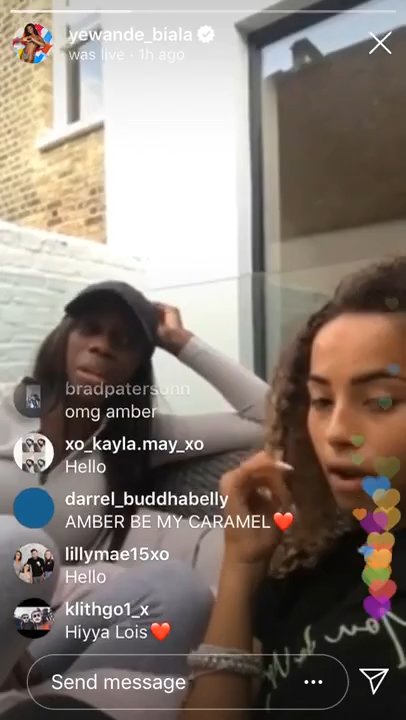 yewande_biala
was live · 1h ago
bradpatersonn
omg amber
xo_kayla.may_xo
Hello
darrel_buddhabelly
AMBER BE MY CARAMEL❤️
lillymae15xo
Hello
klithgo1_x
Hiyya Lois❤️
Send message